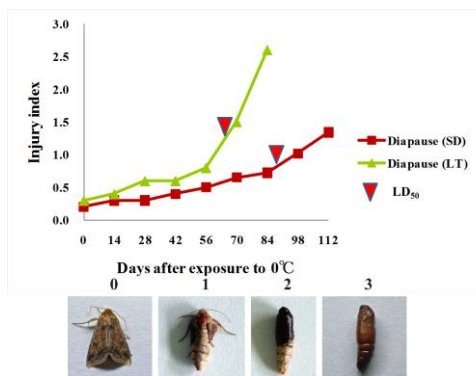 3.0
2.5
2.0
1.5
1.0
0.5
0.0
Injury index
0 14 28 42 56 70 84 98 112
Days after exposure to 0℃
Diapause (SD)
Diapause (LT)
LD50
0 1 2 3